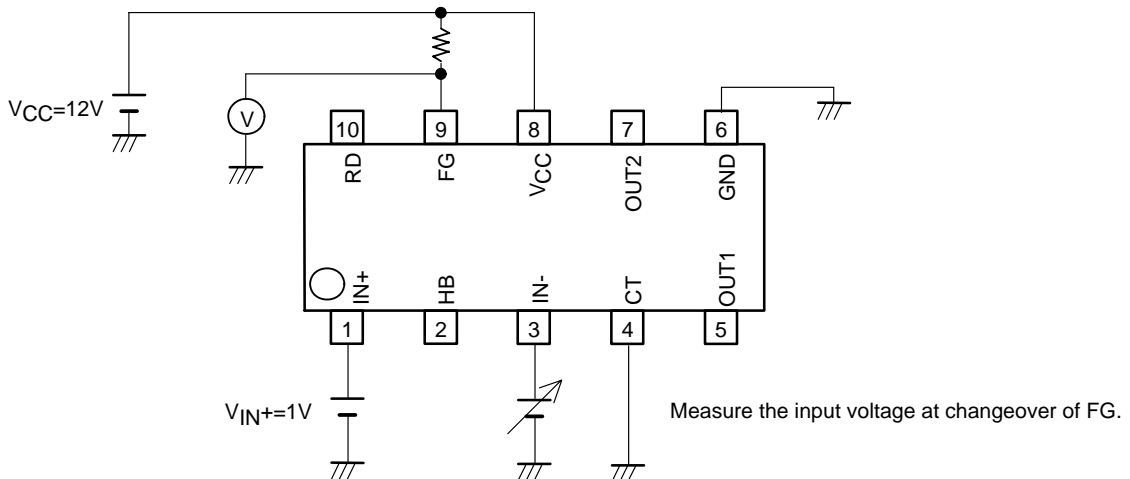 VCC=12V
V
10 9 8 7 6
RD FG VCC OUT2 GND
IN+ HB IN- CT OUT1
1 2 3 4 5
VIN+=1V
Measure the input voltage at changeover of FG.